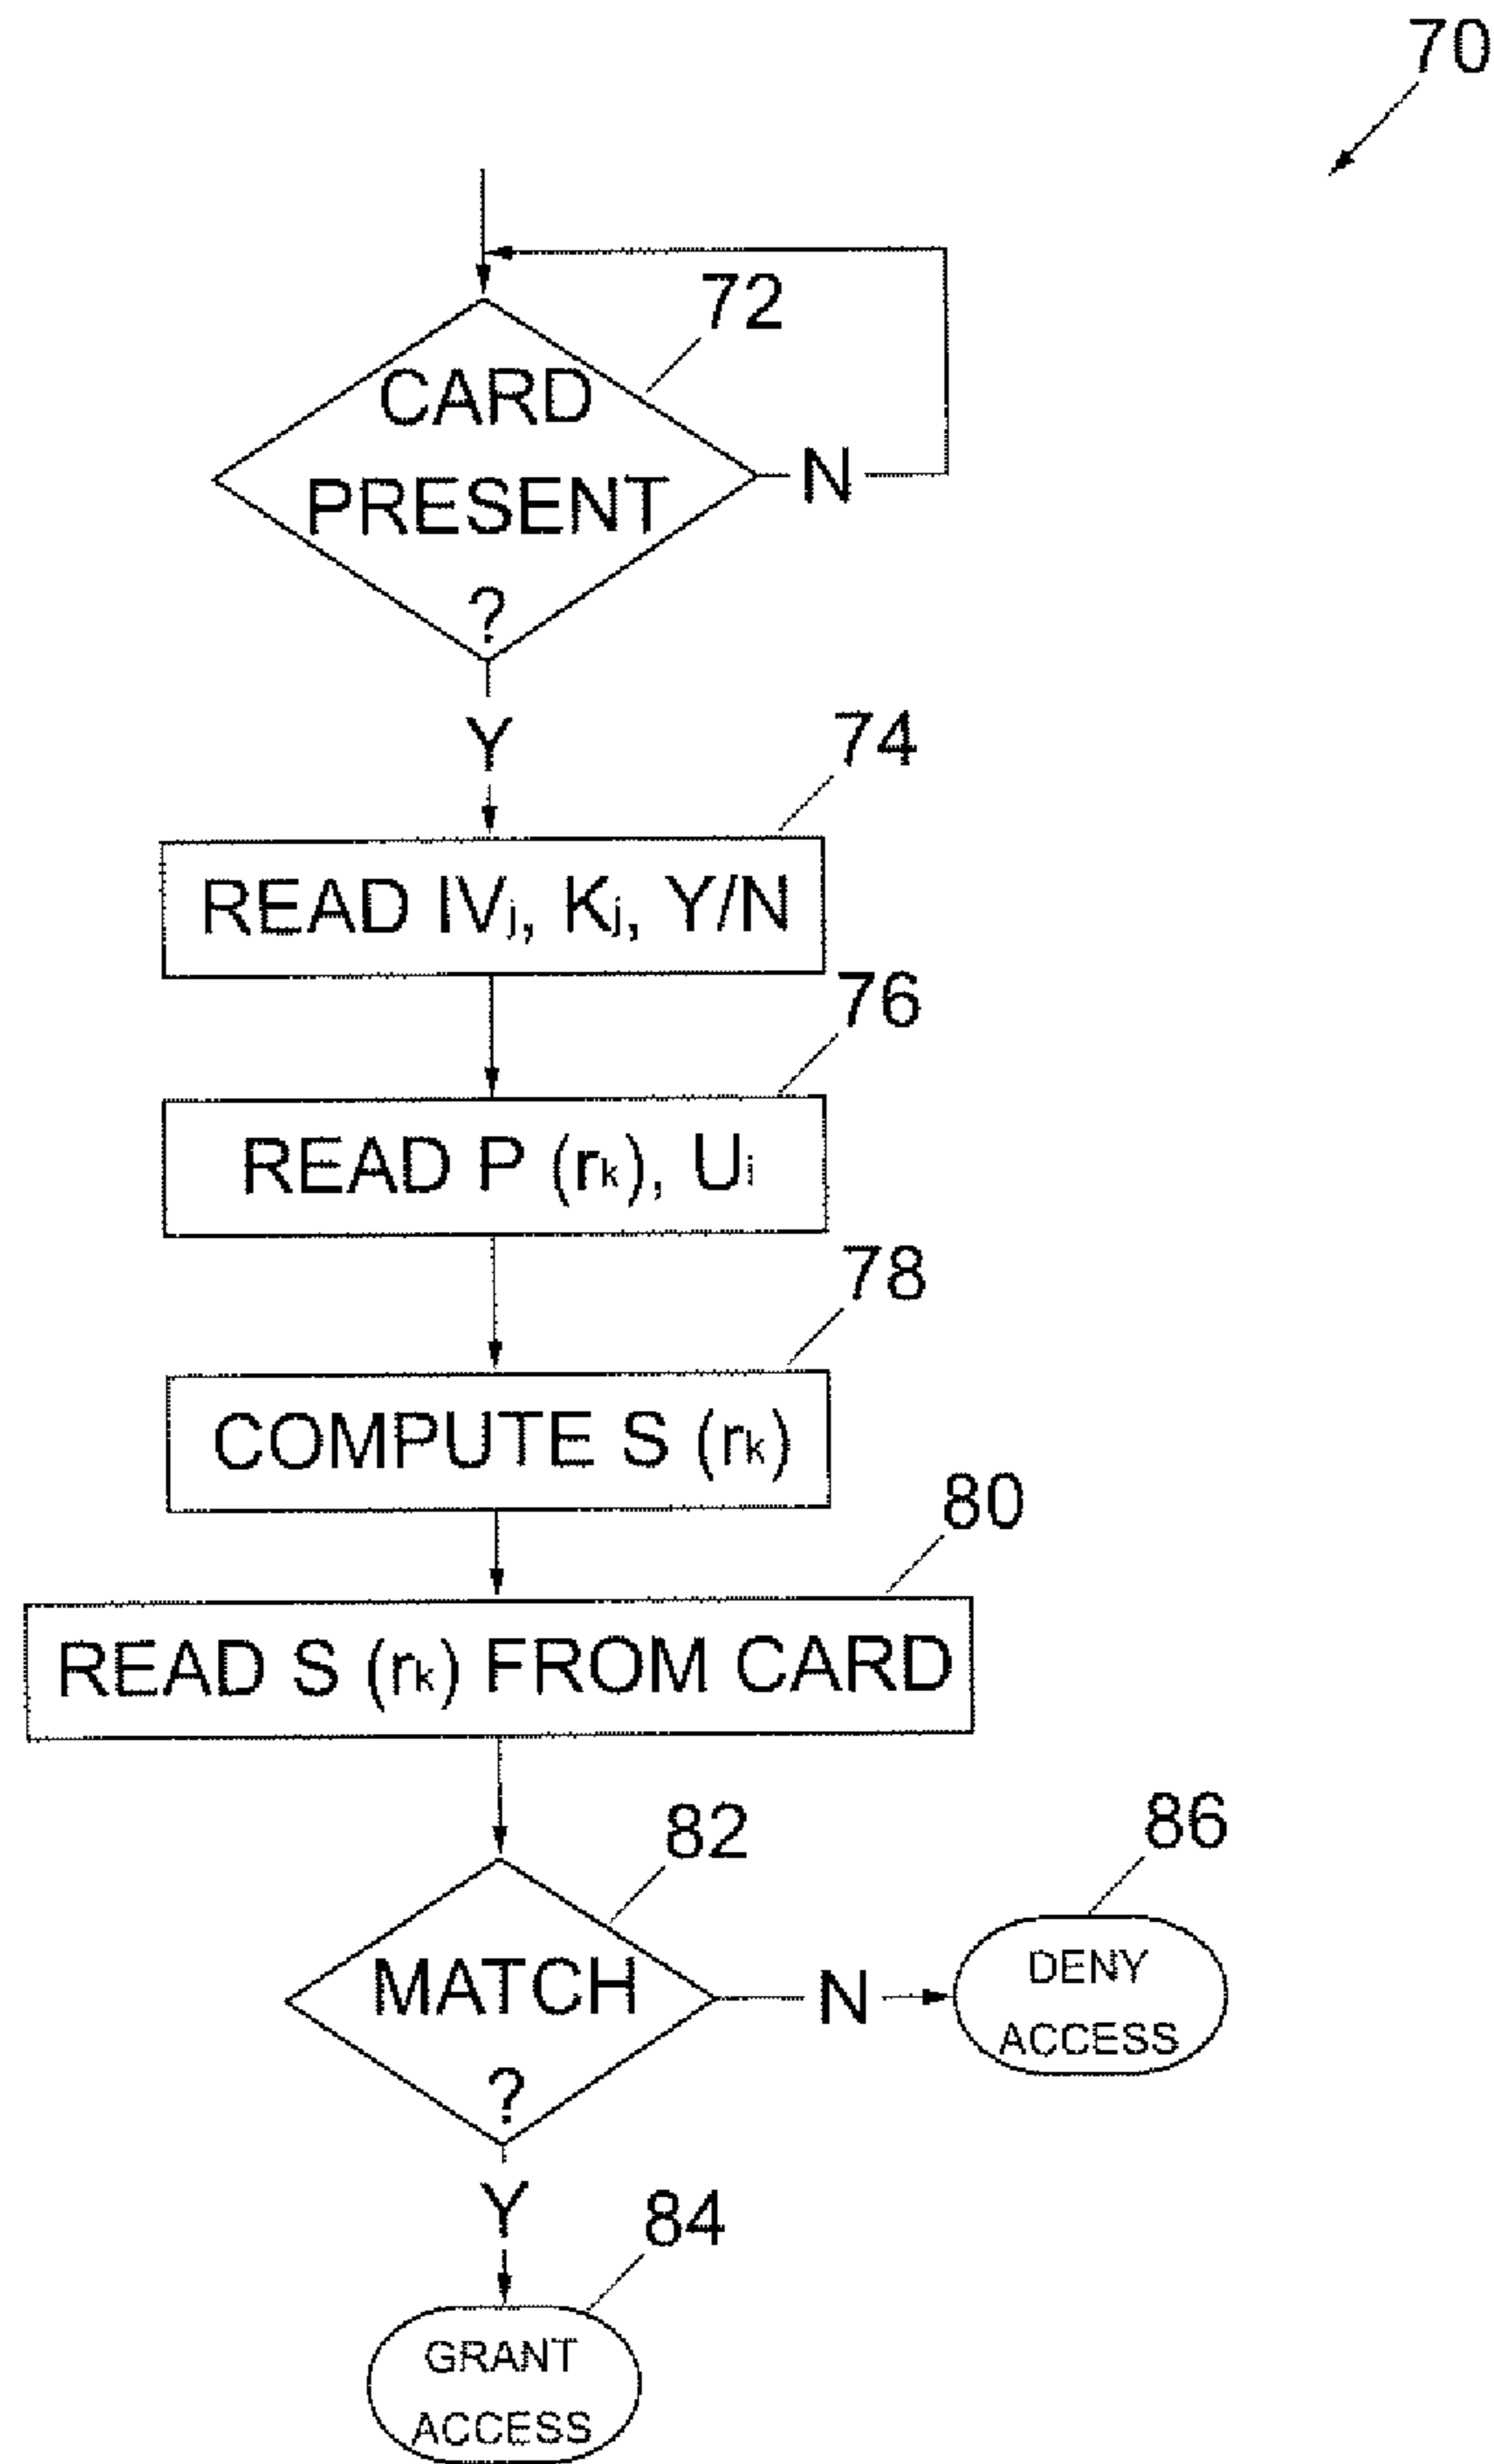 70
72
CARD
PRESENT
?
N
Y
74
READ IVj, Kj, Y/N
76
READ P (rk), Ui
78
COMPUTE S (rk)
80
READ S (rk) FROM CARD
82
MATCH
?
N
86
DENY
ACCESS
Y
84
GRANT
ACCESS